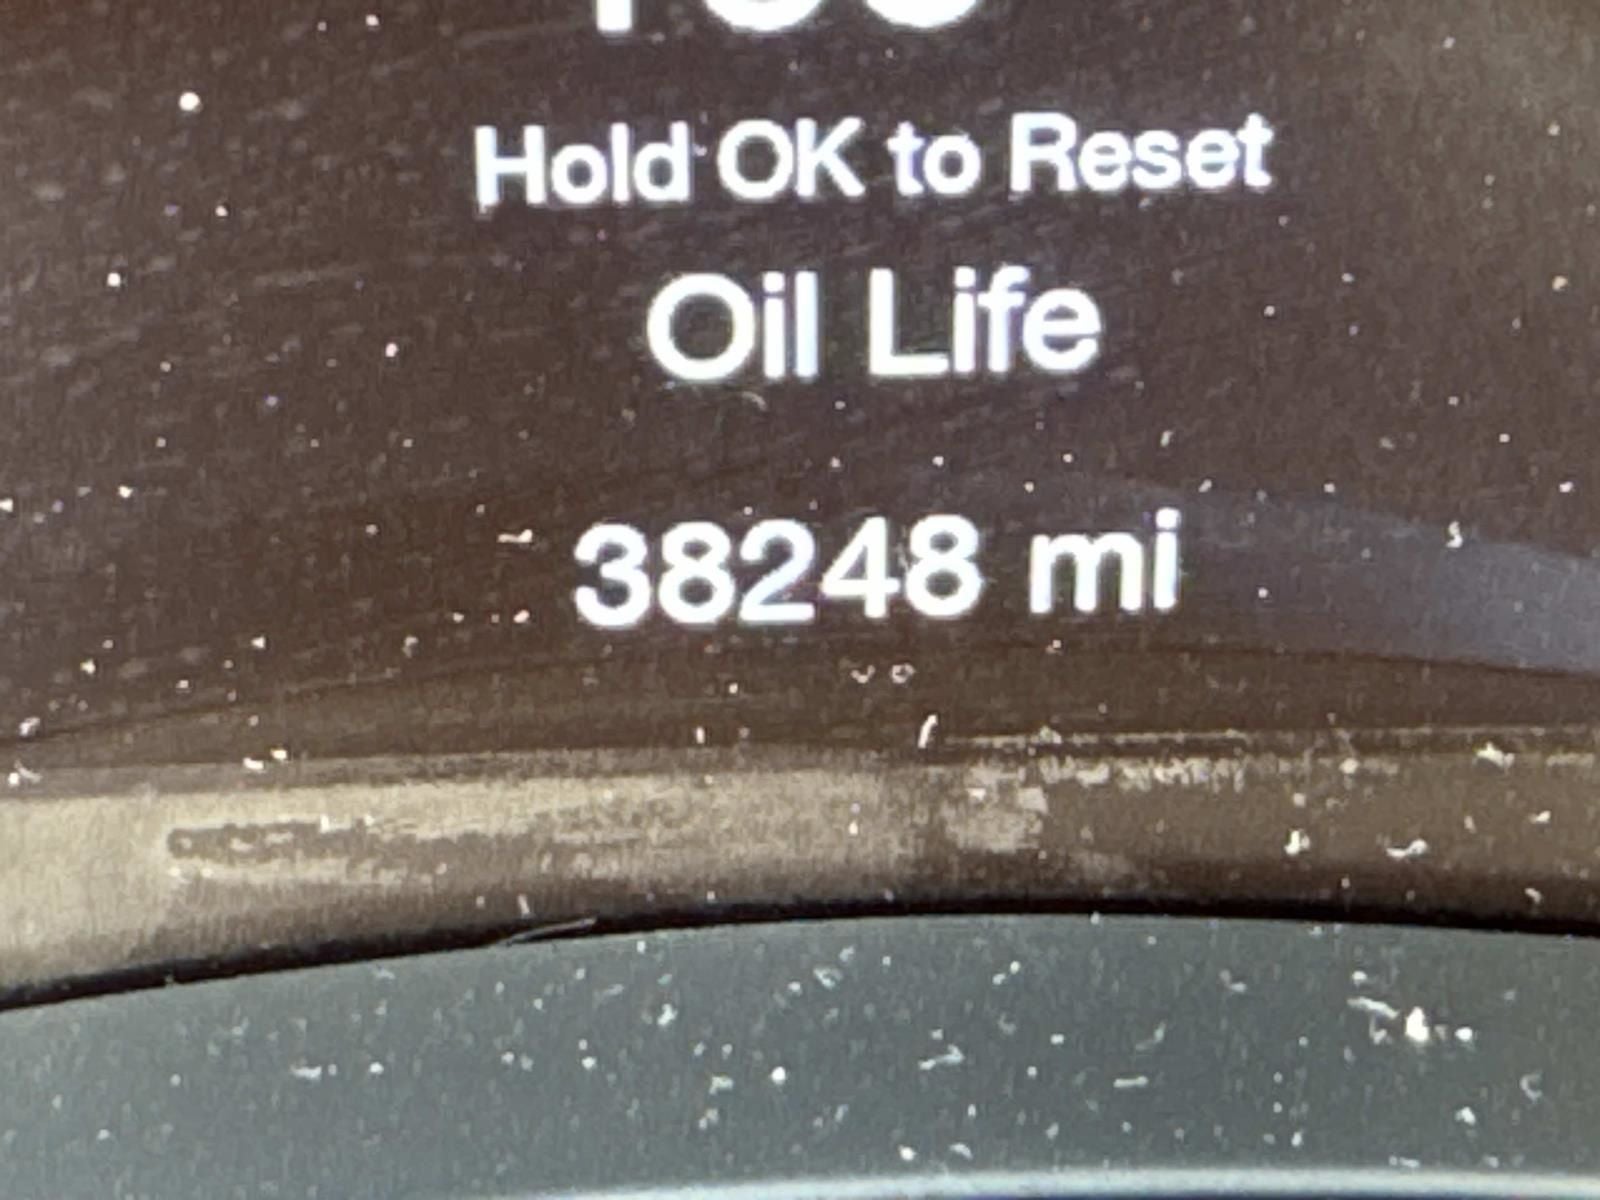 Hold OK to Reset
Oil Life
38248 mi